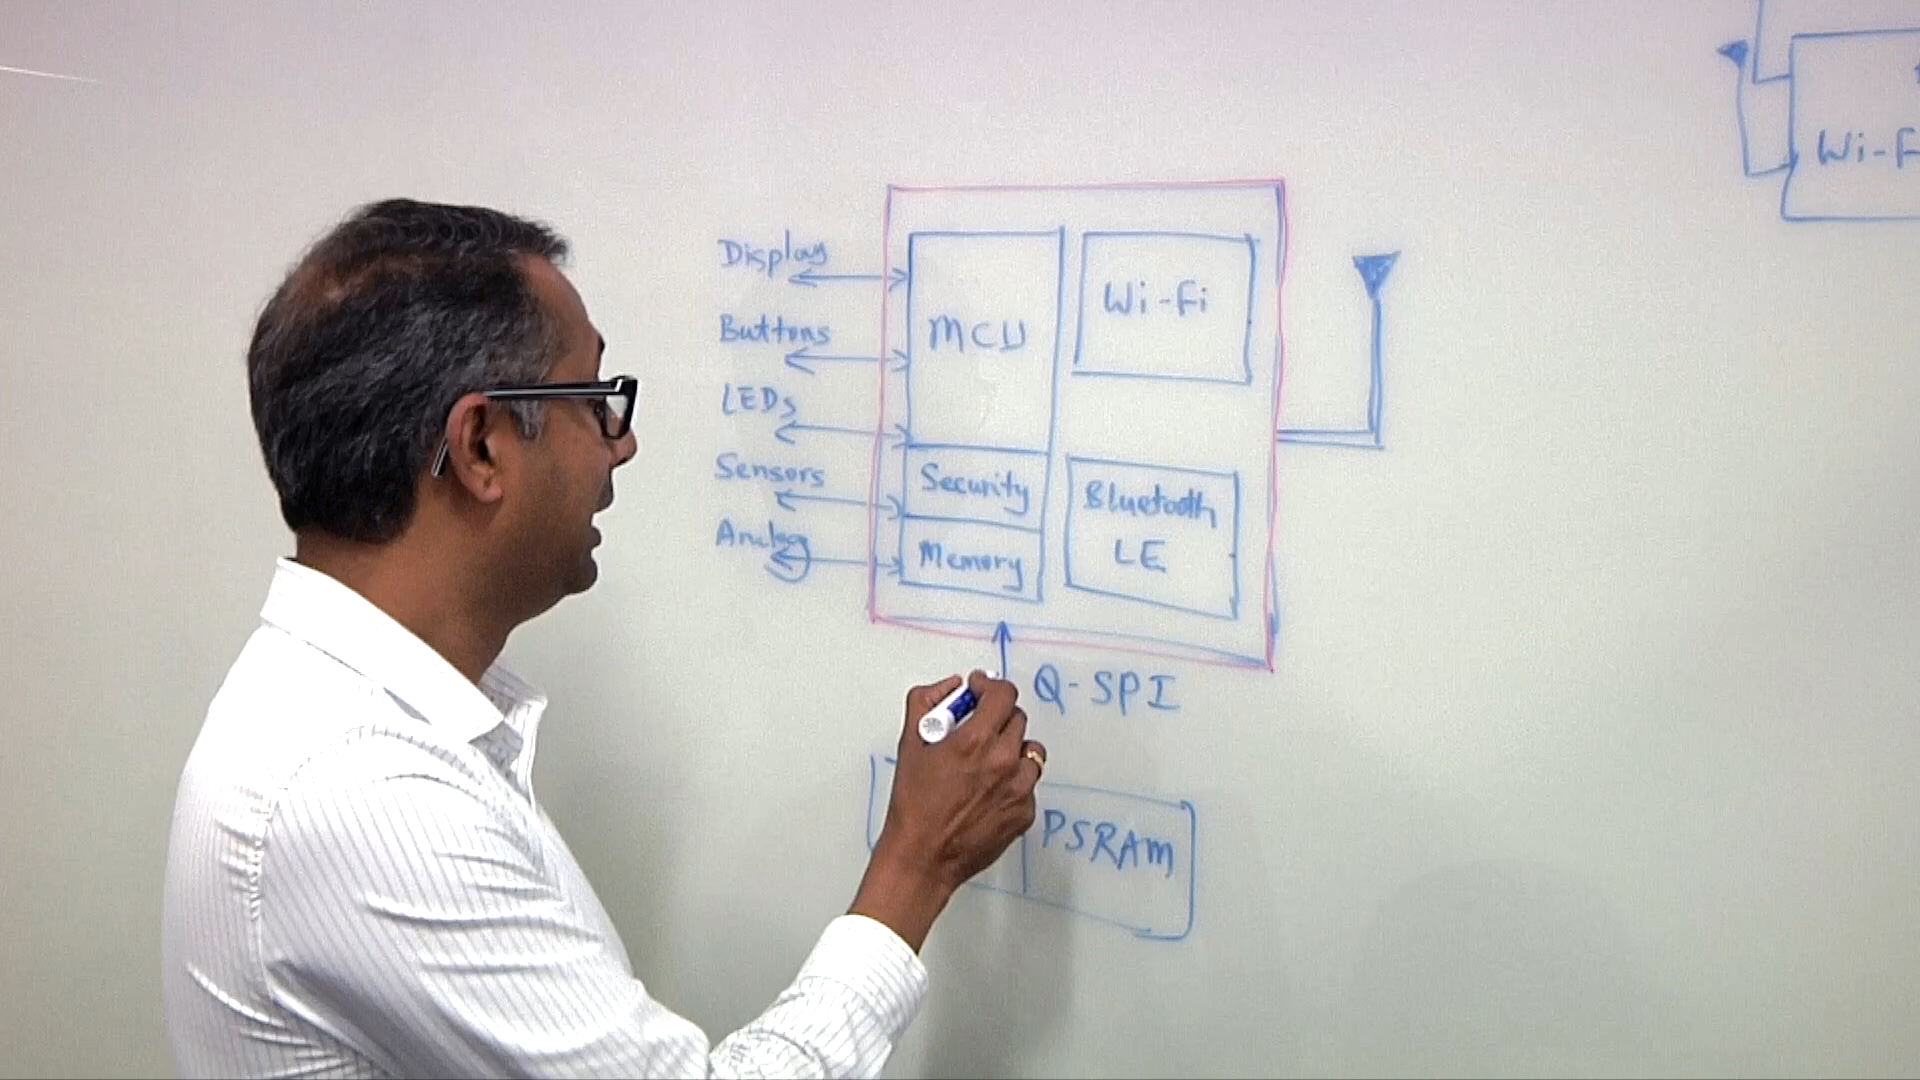 Display
Buttons
LEDs
Sensors
Analog
MCU
Security
Memory
Wi-Fi
Bluetooth
LE
Q-SPI
PSRAM
Wi-F